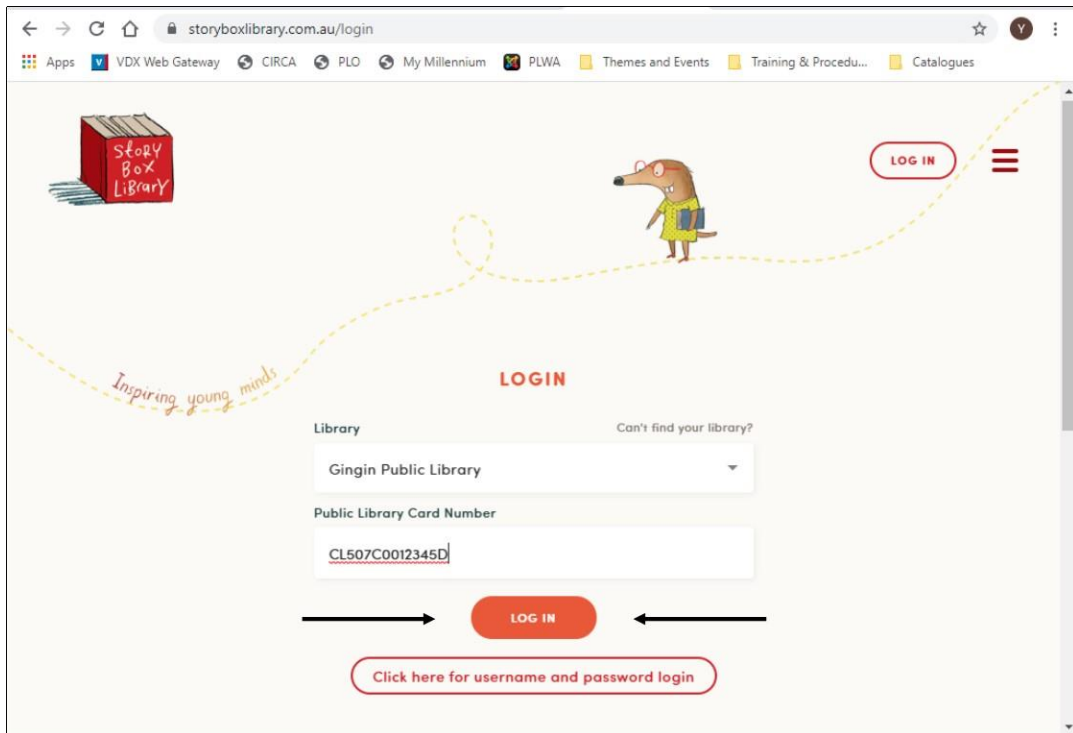 storyboxlibrary.com.au/login
Y
Apps VDX Web Gateway CIRCA PLO My Millennium PLWA Themes and Events Training & Procedu... Catalogues
Story
Box
Library
LOG IN
Inspiring young minds
LOGIN
Library Can't find your library?
Gingin Public Library
Public Library Card Number
CL507C0012345D
LOG IN
Click here for username and password login